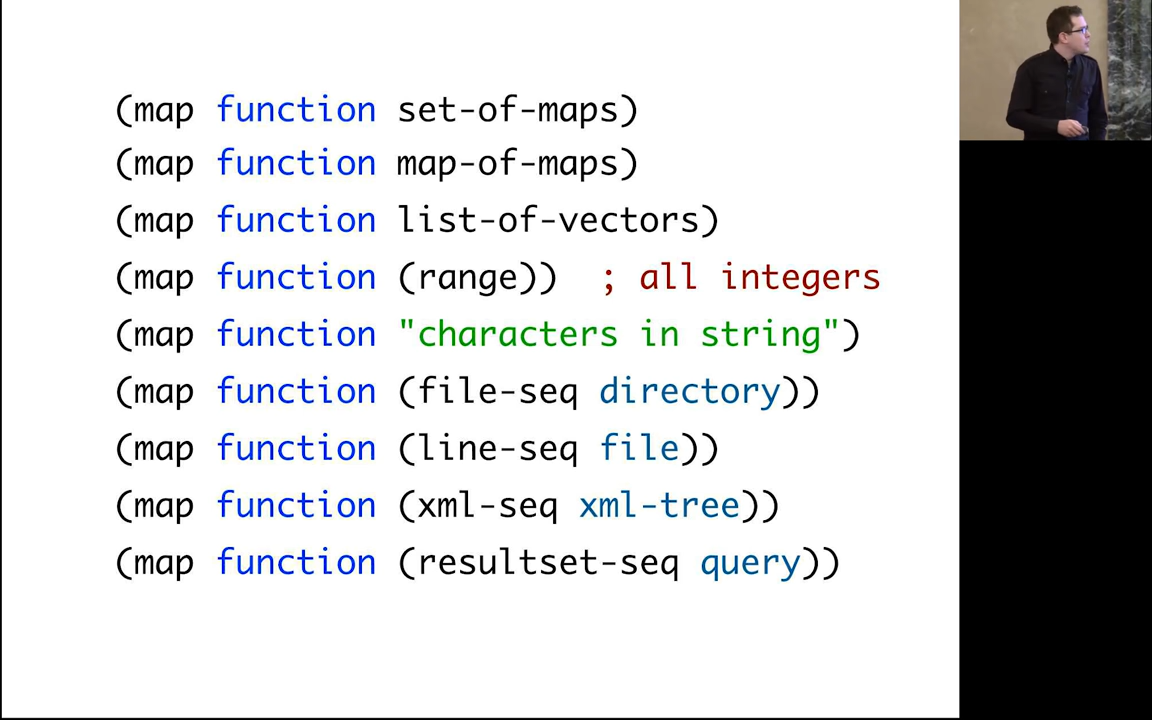 (map function set-of-maps)
(map function map-of-maps)
(map function list-of-vectors)
(map function (range))  ; all integers
(map function "characters in string")
(map function (file-seq directory))
(map function (line-seq file))
(map function (xml-seq xml-tree))
(map function (resultset-seq query))